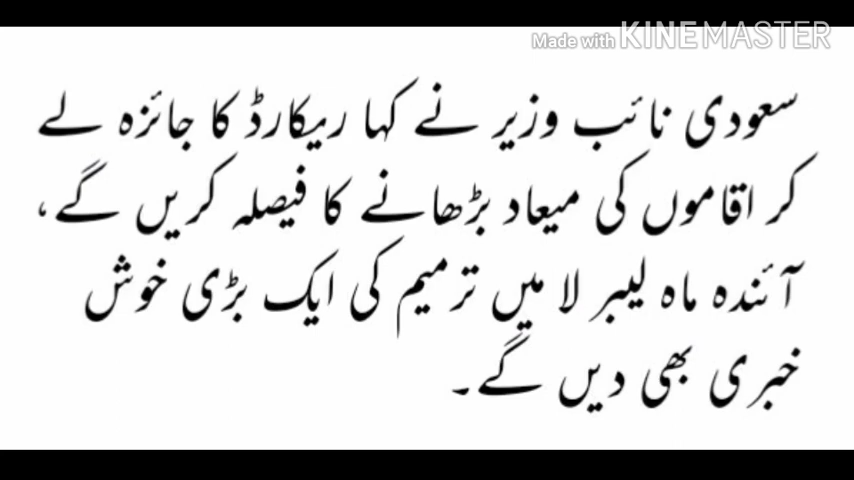 Made with KINEMASTER
سعودی نائب وزیر نے کہا ریکارڈ کا جائزہ لے
کر اقاموں کی میعاد بڑھانے کا فیصلہ کریں گے،
آئندہ ماہ لیبر لا میں ترمیم کی ایک بڑی خوش
خبری بھی دیں گے۔